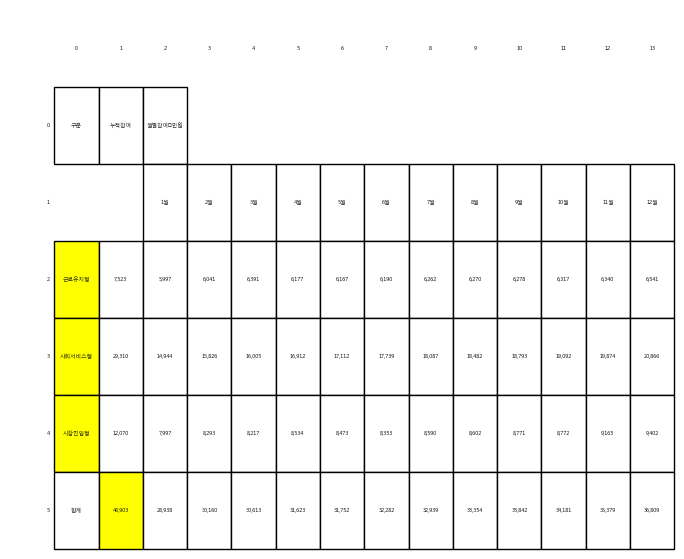 0 1 2 3 4 5 6 7 8 9 10 11 12 13
0 구분 누적참여 월별참여□인원
1 1월 2월 3월 4월 5월 6월 7월 8월 9월 10월 11월 12월
2 근로유지형 7,523 5,997 6,041 6,391 6,177 6,167 6,190 6,262 6,270 6,278 6,317 6,340 6,541
3 사회서비스형 29,310 14,944 15,826 16,005 16,912 17,112 17,739 18,087 18,482 18,793 19,092 19,874 20,866
4 시장진입형 12,070 7,997 8,293 8,217 8,534 8,473 8,353 8,590 8,602 8,771 8,772 9,165 9,402
5 합계 48,903 28,938 30,160 30,613 31,623 31,752 32,282 32,939 33,354 33,842 34,181 35,379 36,809